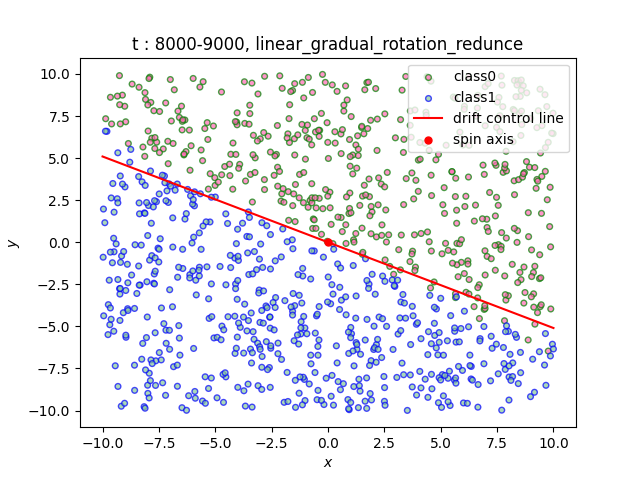 t : 8000-9000, linear_gradual_rotation_redunce
class0
class1
drift control line
spin axis
10.0
7.5
5.0
2.5
0.0
−2.5
−5.0
−7.5
−10.0
y
−10.0 −7.5 −5.0 −2.5 0.0 2.5 5.0 7.5 10.0
x